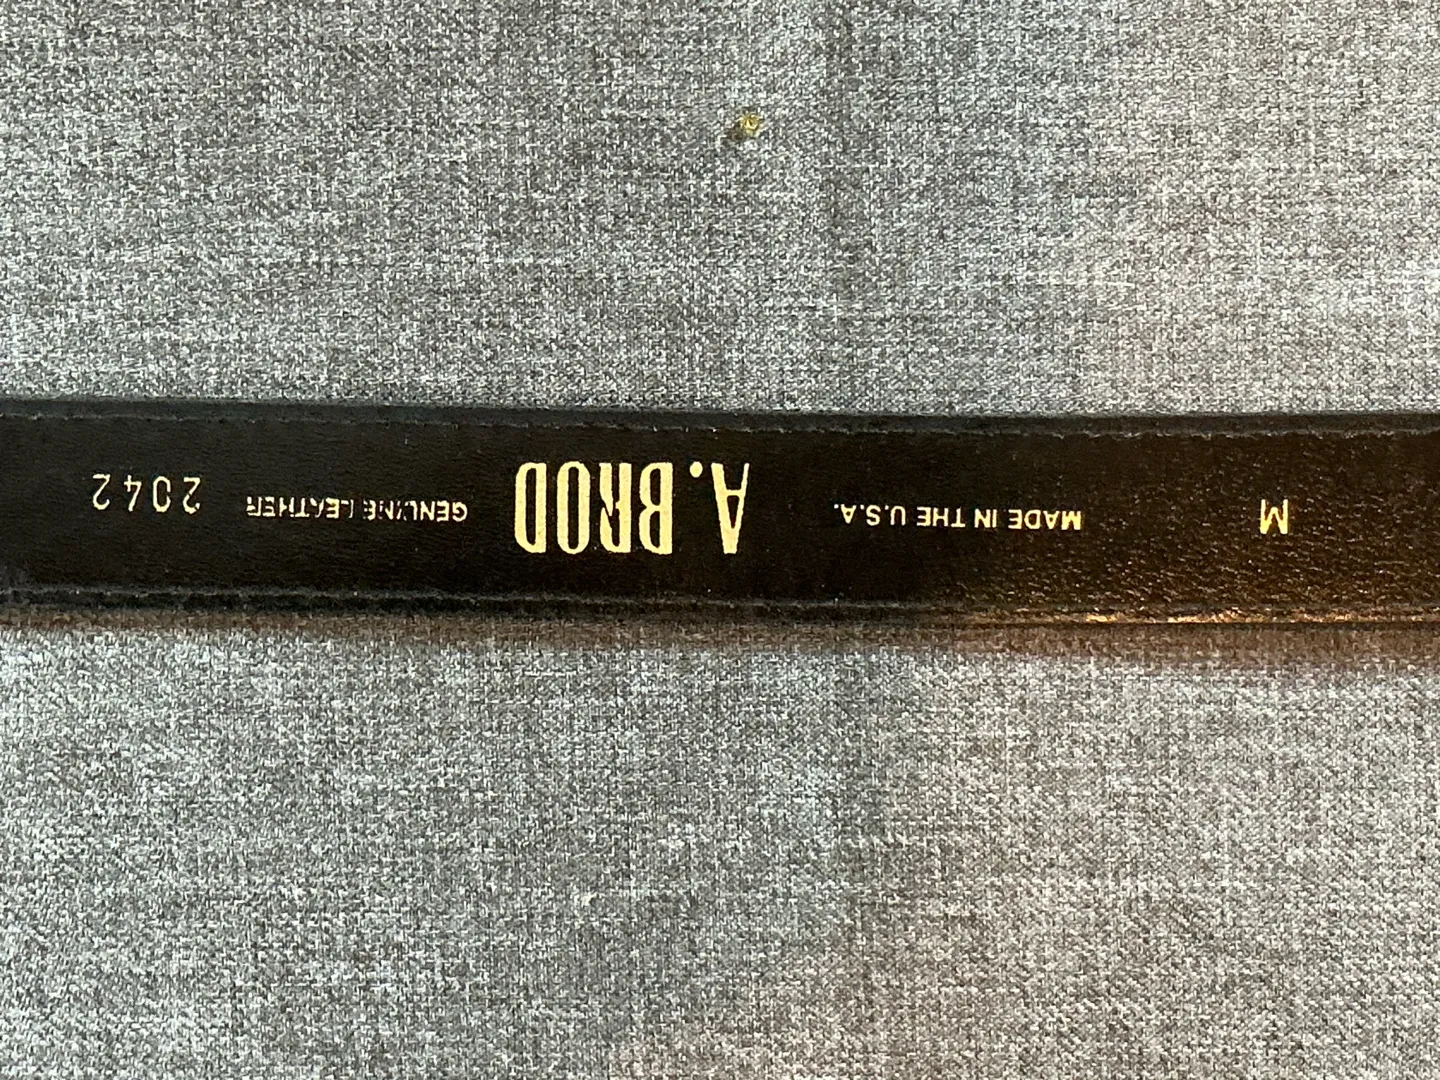 M MADE IN THE U.S.A. A.BROD GENUINE LEATHER 2042